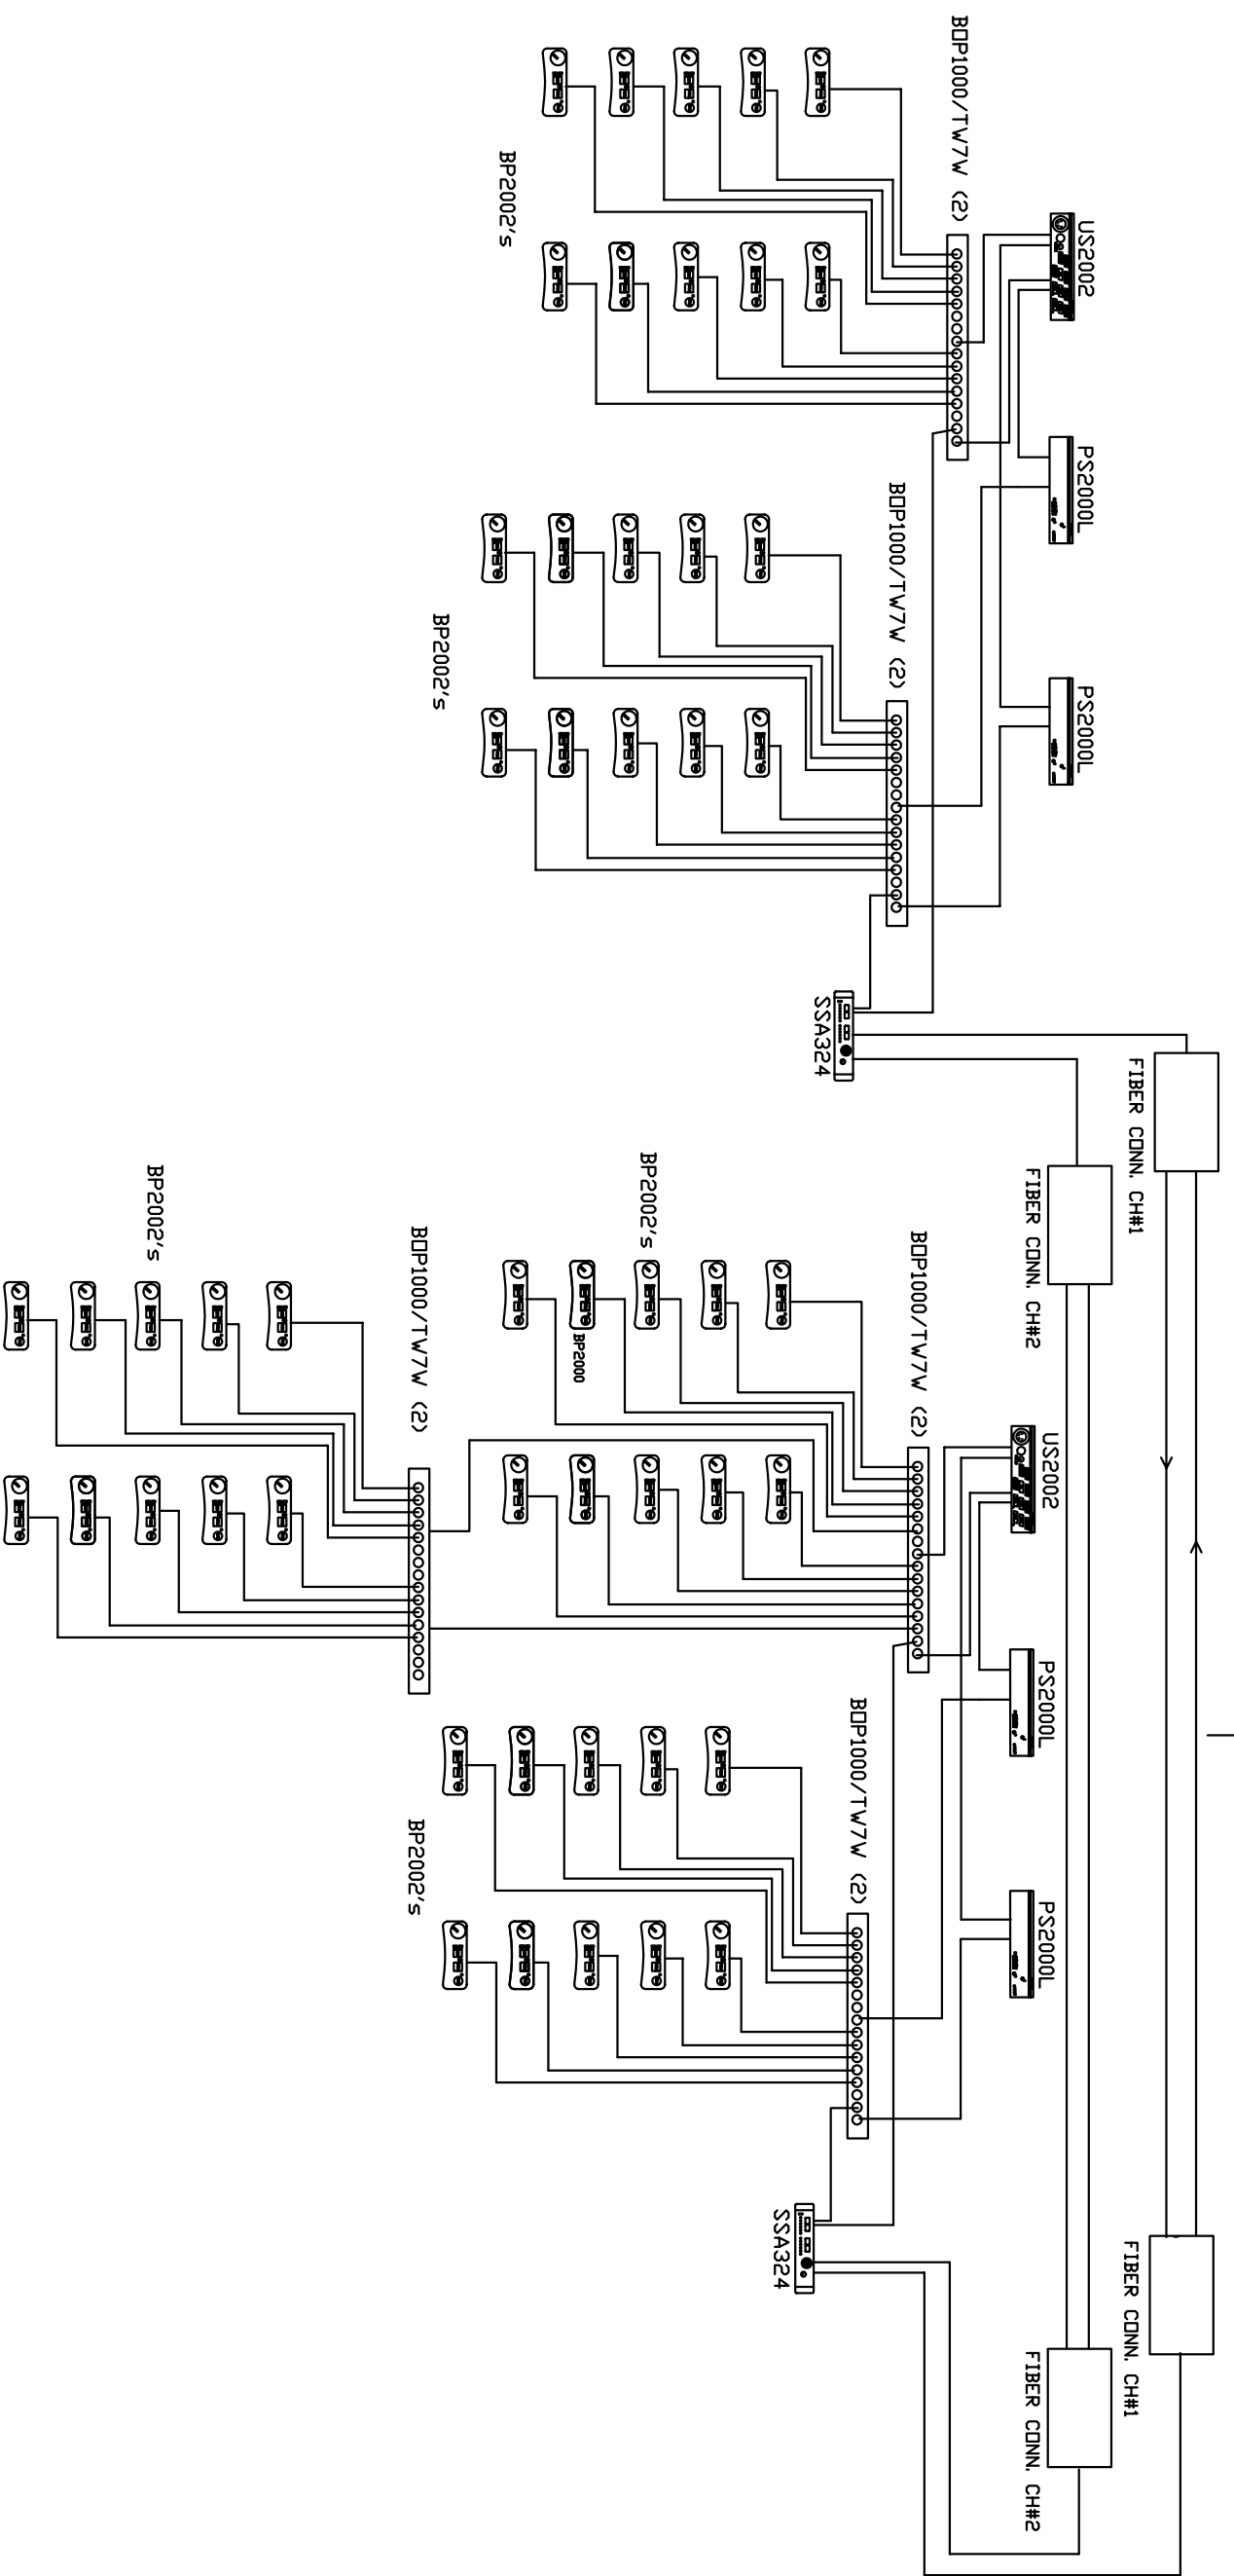 FIBER CONN. CH#1
FIBER CONN. CH#1
US2002
PS2000L
PS2000L
FIBER CONN. CH#2
US2002
PS2000L
PS2000L
FIBER CONN. CH#2
BOP1000/TW7W (2)
BOP1000/TW7W (2)
BOP1000/TW7W (2)
BOP1000/TW7W (2)
SSA324
SSA324
BP2002's
BP2000
BP2002's
BP2002's
BOP1000/TW7W (2)
BP2002's
BP2002's